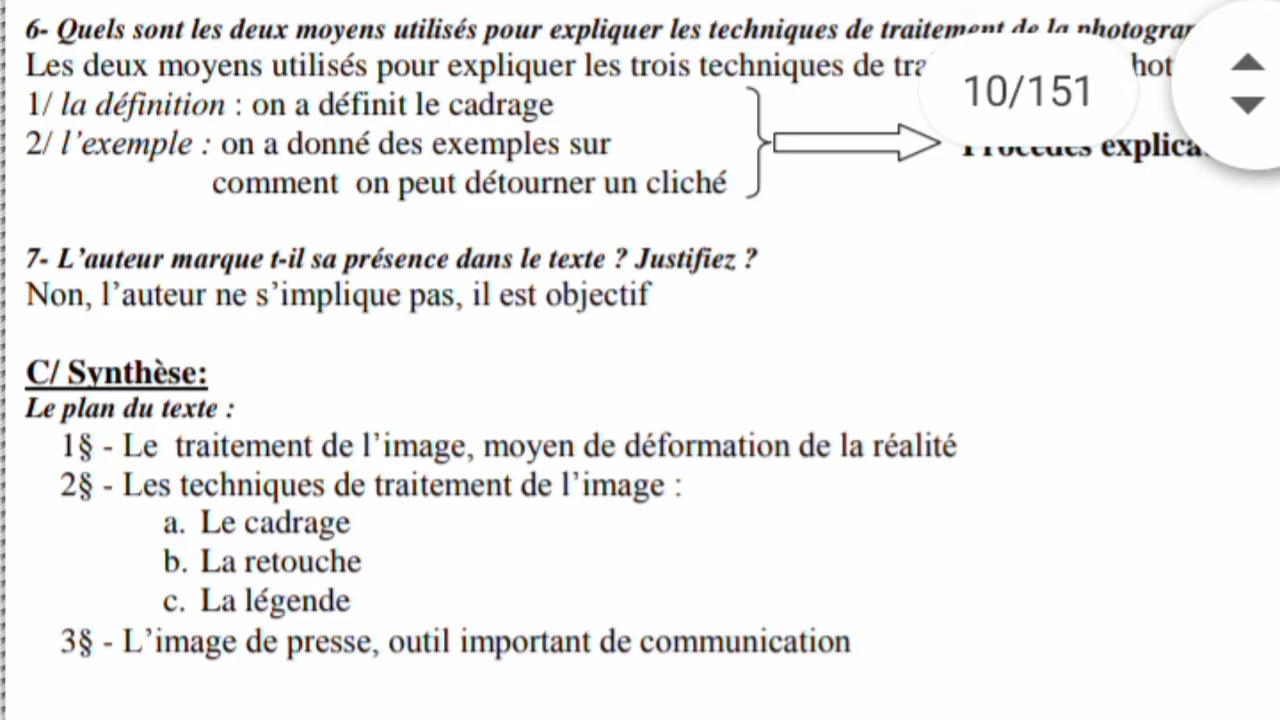 6- Quels sont les deux moyens utilisés pour expliquer les techniques de traitement de la
Les deux moyens utilisés pour expliquer les trois techniques de
1/ la définition : on a définit le cadrage
10/151
2/ l’exemple : on a donné des exemples sur
comment on peut détourner un cliché
7- L’auteur marque t-il sa présence dans le texte ? Justifiez ?
Non, l’auteur ne s’implique pas, il est objectif
C/ Synthèse:
Le plan du texte :
1§ - Le traitement de l’image, moyen de déformation de la réalité
2§ - Les techniques de traitement de l’image :
a. Le cadrage
b. La retouche
c. La légende
3§ - L’image de presse, outil important de communication